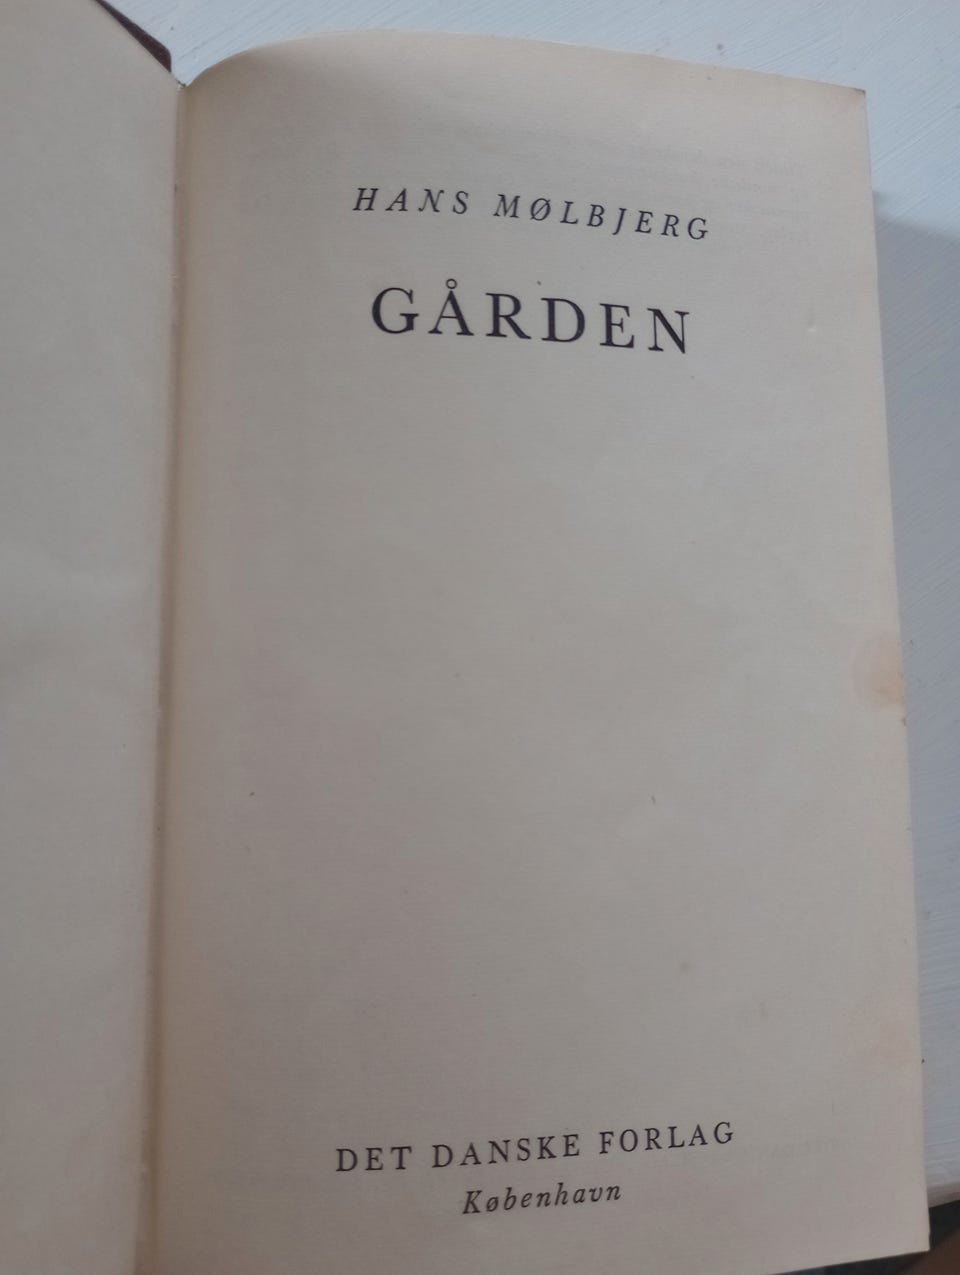 HANS MØLBJERG
GÅRDEN
DET DANSKE FORLAG
København